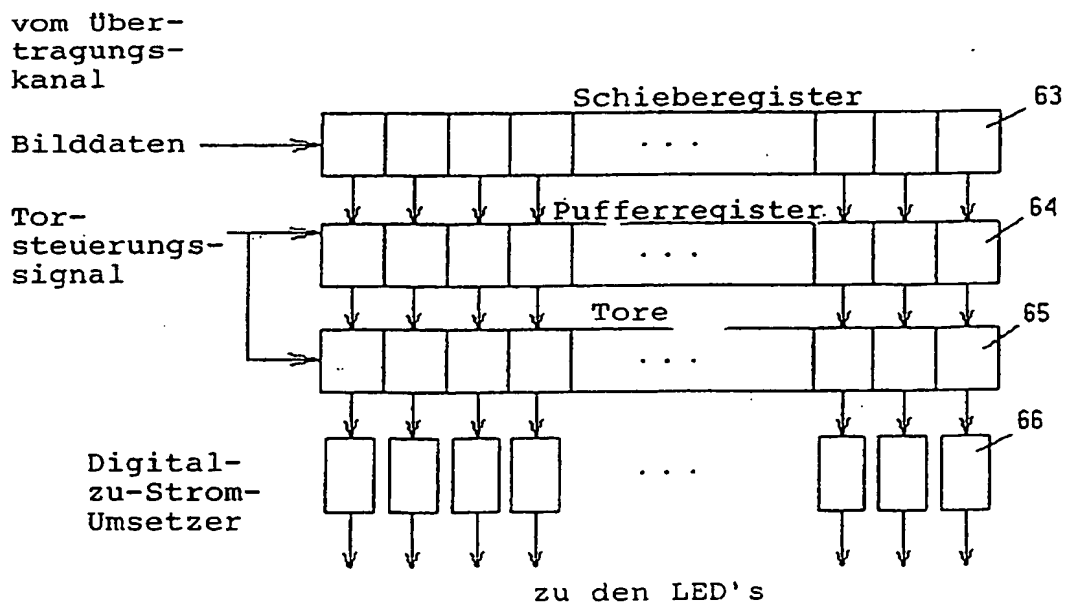 vom Über-
tragungs-
kanal
Schieberegister
63
Bilddaten
. . .
Tor-
steuerungs-
signal
Pufferregister
64
. . .
Tore
65
. . .
66
Digital-
zu-Strom-
Umsetzer
. . .
zu den LED's